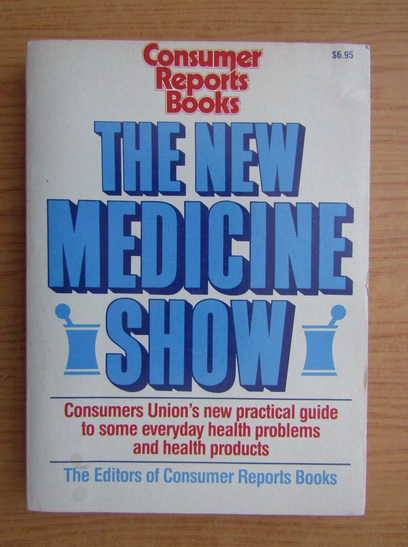 Consumer
Reports
Books
$6.95
THE NEW
MEDICINE
SHOW
Consumers Union's new practical guide
to some everyday health problems
and health products
The Editors of Consumer Reports Books